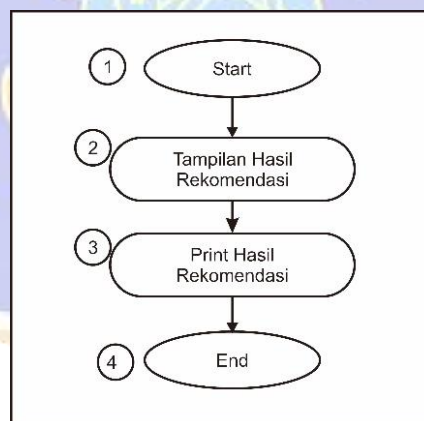 1
Start
2
Tampilan Hasil
Rekomendasi
3
Print Hasil
Rekomendasi
4
End